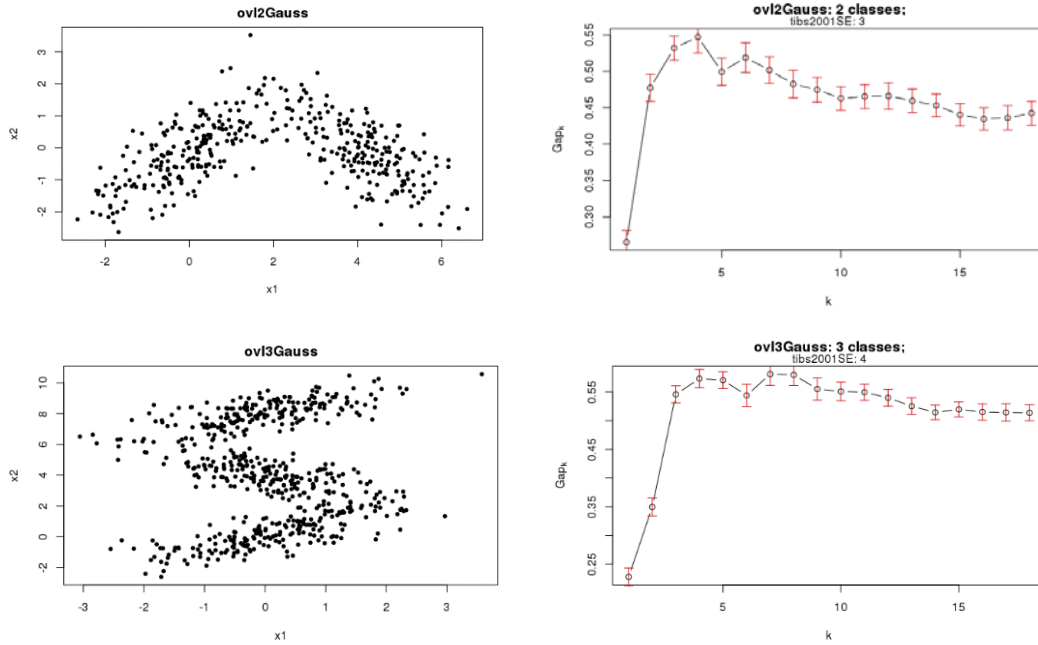 ovl2Gauss
x2
3
2
1
0
-1
-2
-2
0
2
4
6
x1
ovl2Gauss: 2 classes;
tibs2001SE: 3
Gapk
0.55
0.50
0.45
0.40
0.35
0.30
5
10
15
k
ovl3Gauss
x2
10
8
6
4
2
0
-2
-3
-2
-1
0
1
2
3
x1
ovl3Gauss: 3 classes;
tibs2001SE: 4
Gapk
0.55
0.45
0.35
0.25
5
10
15
k